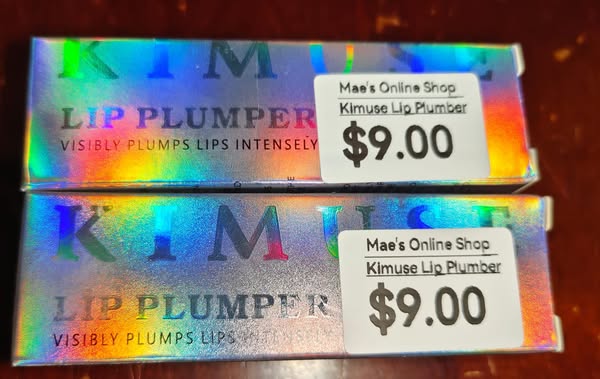 KIMUSE
LIP PLUMPER
VISIBLY PLUMPS LIPS INTENSELY
Mae's Online Shop
Kimuse Lip Plumber
$9.00
KIMUSE
LIP PLUMPER
VISIBLY PLUMPS LIPS INTENSELY
Mae's Online Shop
Kimuse Lip Plumber
$9.00